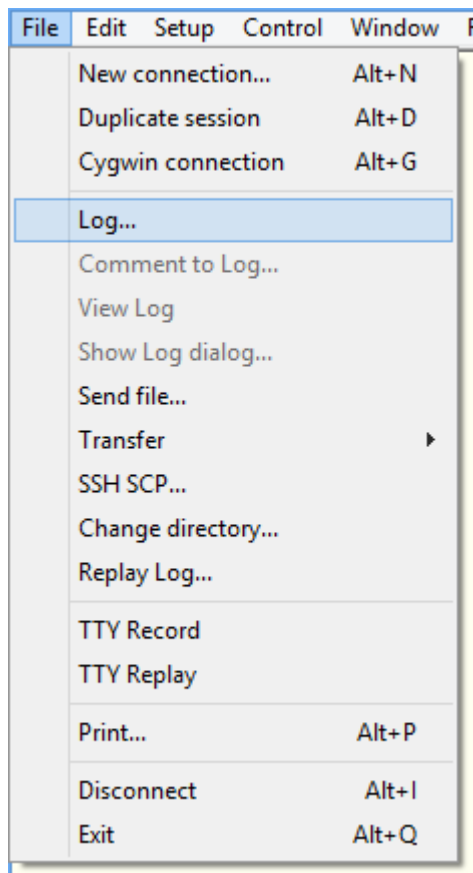 File Edit Setup Control Window
New connection... Alt+N
Duplicate session Alt+D
Cygwin connection Alt+G
Log...
Comment to Log...
View Log
Show Log dialog...
Send file...
Transfer
SSH SCP...
Change directory...
Replay Log...
TTY Record
TTY Replay
Print... Alt+P
Disconnect Alt+I
Exit Alt+Q